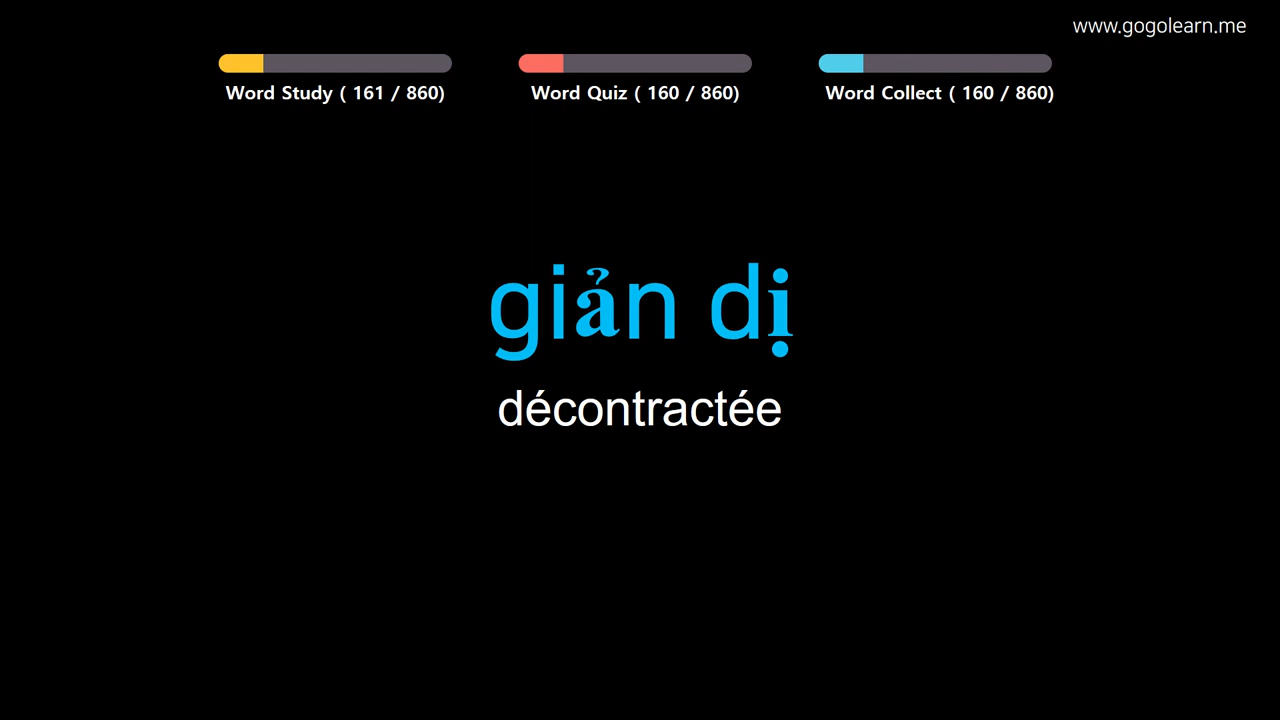 www.gogolearn.me
Word Study ( 161 / 860)
Word Quiz ( 160 / 860)
Word Collect ( 160 / 860)
giản dị
décontractée